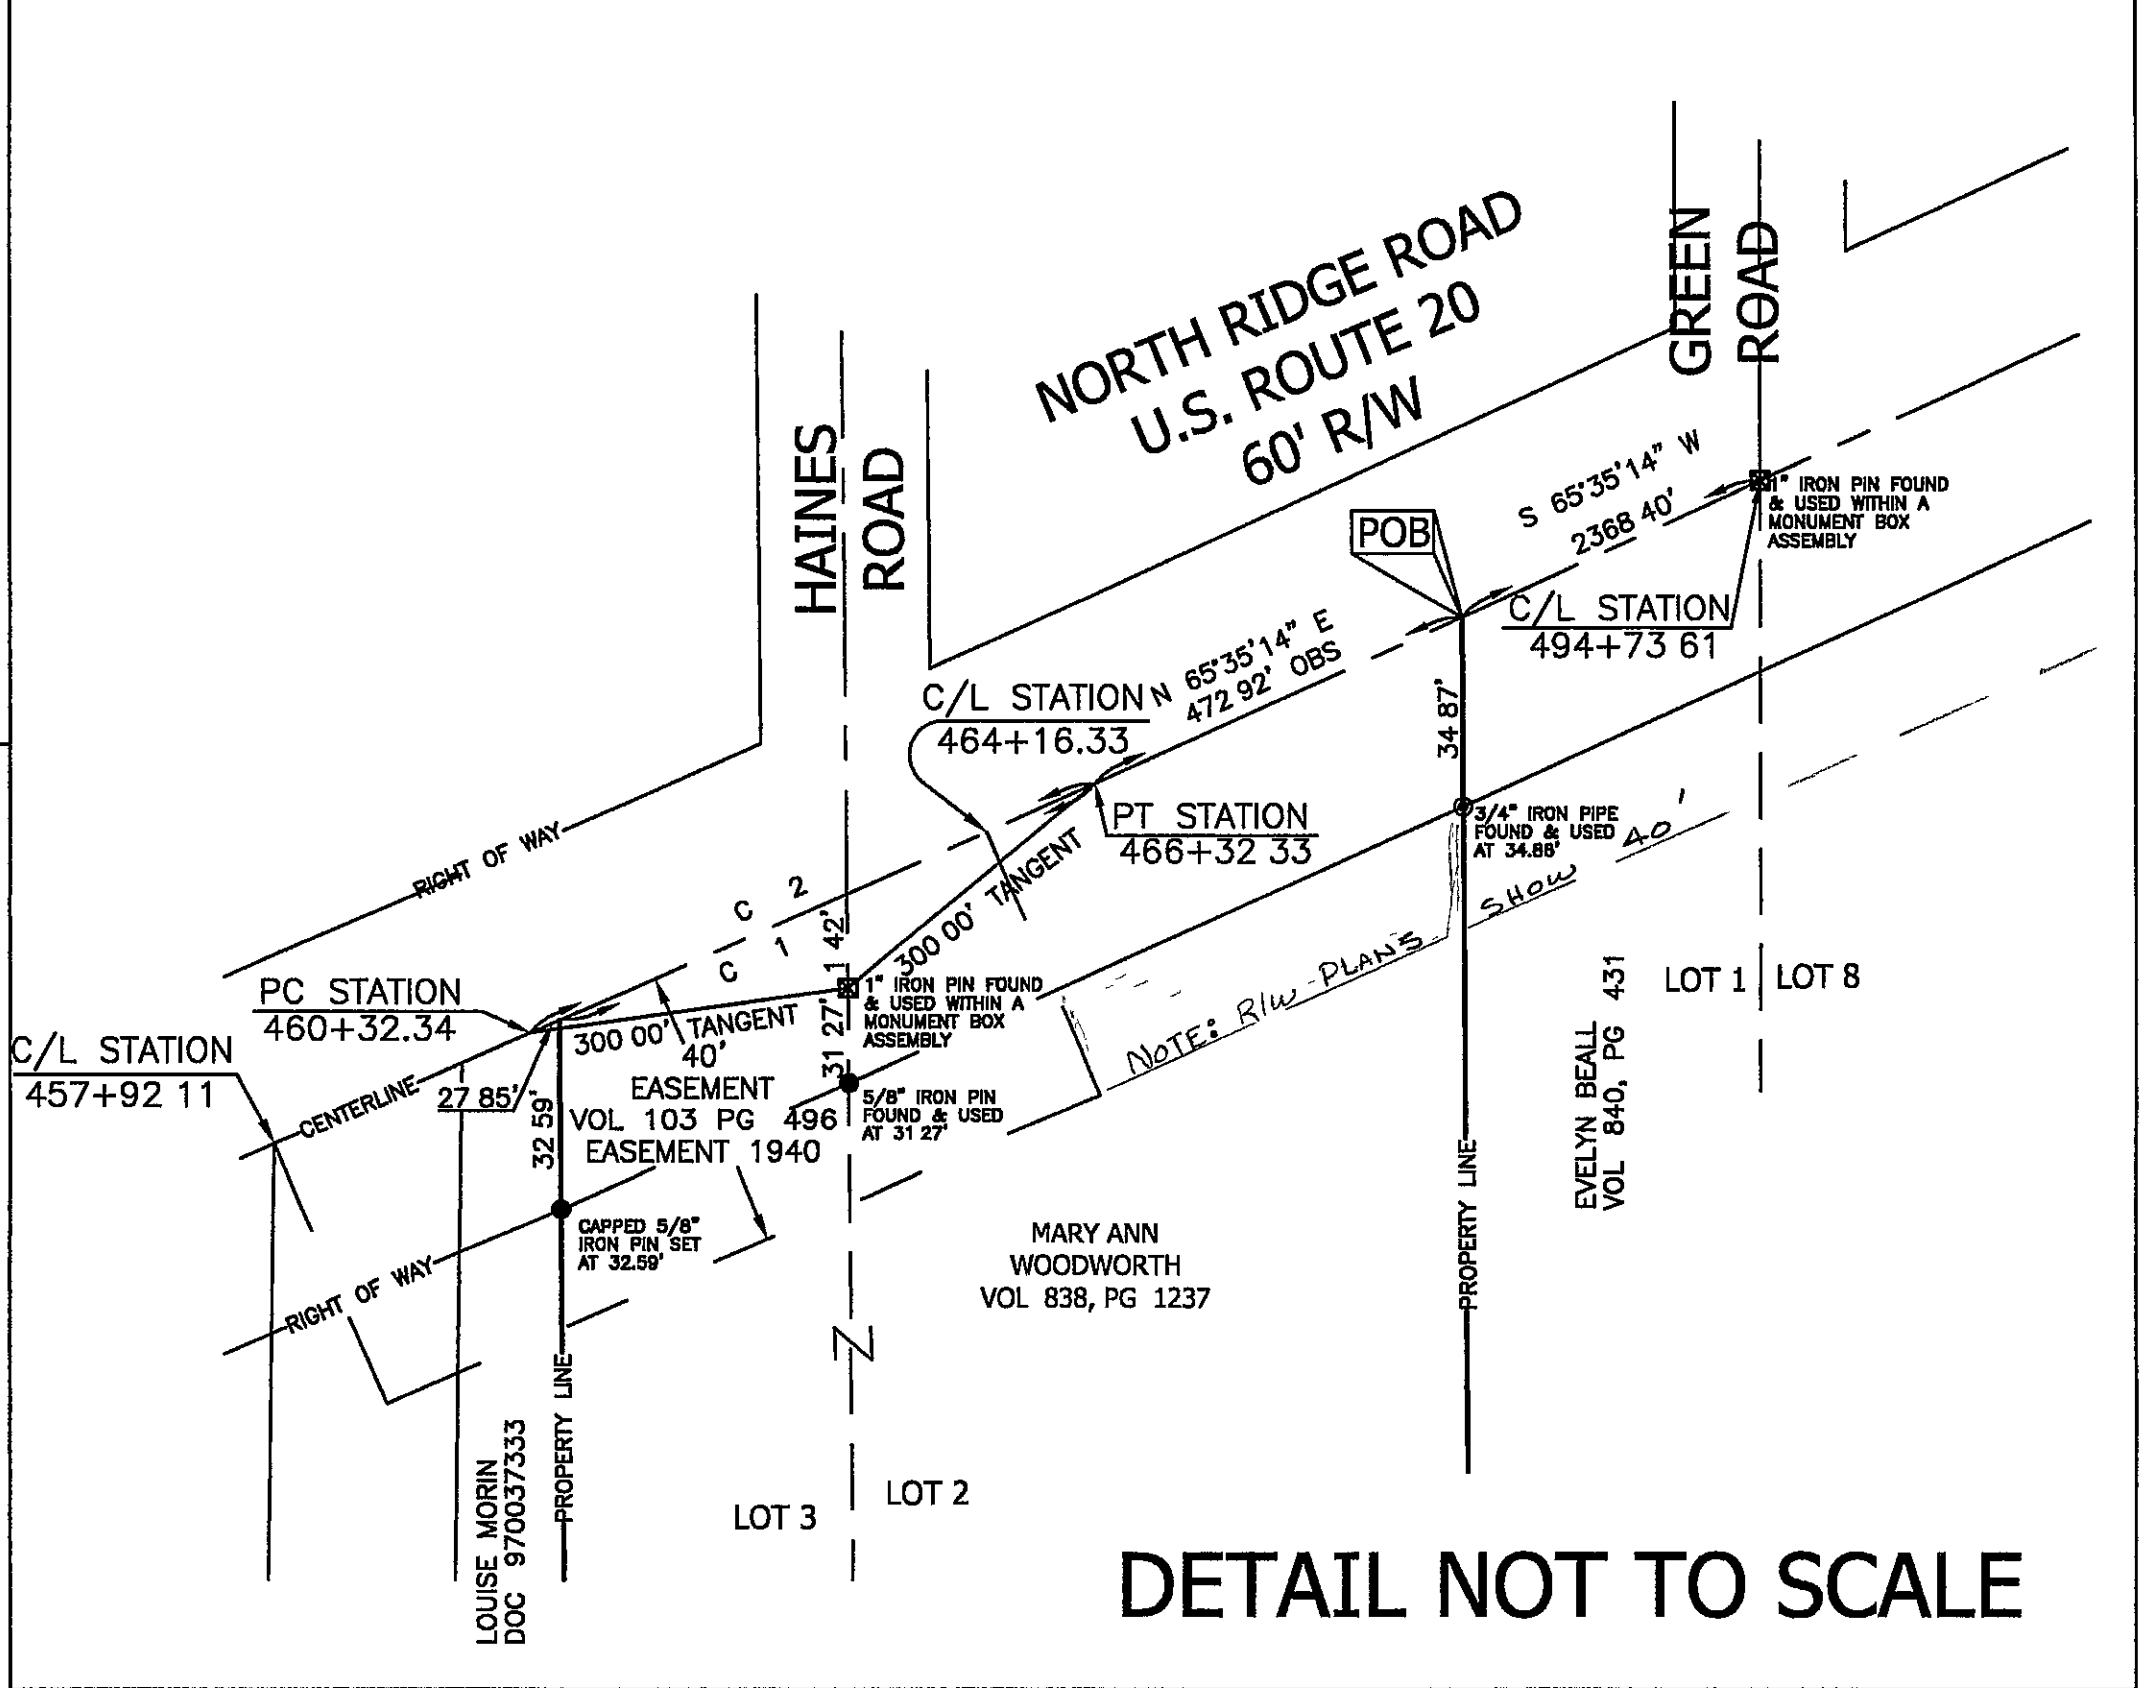 NORTH RIDGE ROAD
U.S. ROUTE 20
60' R/W
GREEN
ROAD
HAINES
ROAD
S 65°35'14" W
2368 40'
1" IRON PIN FOUND
& USED WITHIN A
MONUMENT BOX
ASSEMBLY
POB
C/L STATION
494+73 61
N 65°35'14" E
472 92' OBS
C/L STATION
464+16.33
34 87'
PT STATION
466+32 33
3/4" IRON PIPE
FOUND & USED
AT 34.88'
RIGHT OF WAY
C 2
C 1
1 42'
300 00' TANGENT
NOTE: R/W PLANS SHOW 40'
PC STATION
460+32.34
1" IRON PIN FOUND
& USED WITHIN A
MONUMENT BOX
ASSEMBLY
300 00' TANGENT
31 27'
C/L STATION
457+92 11
CENTERLINE
27 85'
32 59'
40'
EASEMENT
VOL 103 PG 496
EASEMENT 1940
5/8" IRON PIN
FOUND & USED
AT 31 27'
LOT 1
LOT 8
EVELYN BEALL
VOL 840, PG 431
PROPERTY LINE
CAPPED 5/8"
IRON PIN SET
AT 32.59'
MARY ANN
WOODWORTH
VOL 838, PG 1237
RIGHT OF WAY
PROPERTY LINE
Z
LOUISE MORIN
DOC 970037333
LOT 3
LOT 2
DETAIL NOT TO SCALE